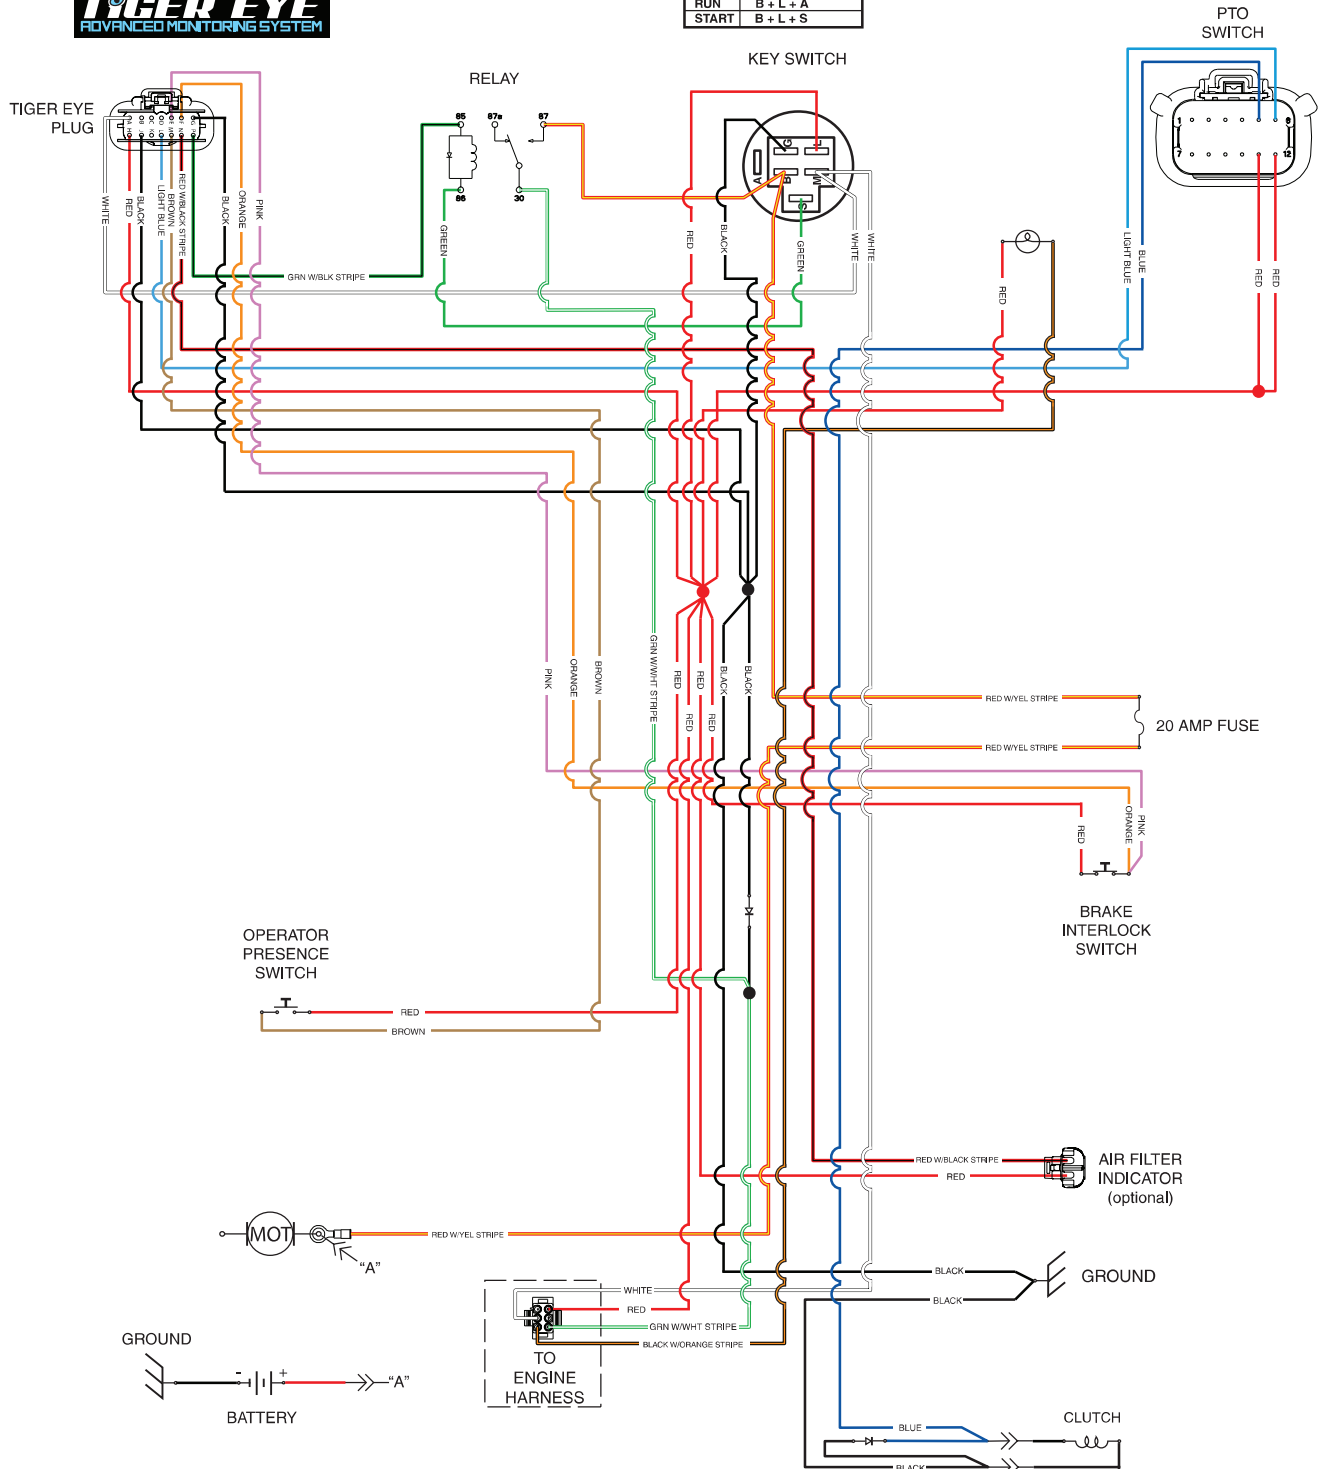 TIGER EYE
ADVANCED MONITORING SYSTEM
RUN B + L + A
START B + L + S
PTO
SWITCH
KEY SWITCH
RELAY
TIGER EYE
PLUG
85 87a 87
86 30
G L
A B M
S
1 6
7 12
WHITE
RED
BLACK
LIGHT BLUE
BROWN
RED W/BLACK STRIPE
BLACK
ORANGE
PINK
GREEN
GRN W/BLK STRIPE
RED
BLACK
GREEN
WHITE
WHITE
RED
LIGHT BLUE
BLUE
RED
RED
PINK
ORANGE
BROWN
GRN W/WHT STRIPE
RED
RED
RED
RED
BLACK
BLACK
RED W/YEL STRIPE
20 AMP FUSE
RED W/YEL STRIPE
RED
ORANGE
PINK
BRAKE
INTERLOCK
SWITCH
OPERATOR
PRESENCE
SWITCH
RED
BROWN
RED W/BLACK STRIPE
RED
AIR FILTER
INDICATOR
(optional)
MOT
RED W/YEL STRIPE
"A"
BLACK
GROUND
BLACK
WHITE
RED
GRN W/WHT STRIPE
BLACK W/ORANGE STRIPE
TO
ENGINE
HARNESS
GROUND
- +
"A"
BATTERY
BLUE
CLUTCH
BLACK